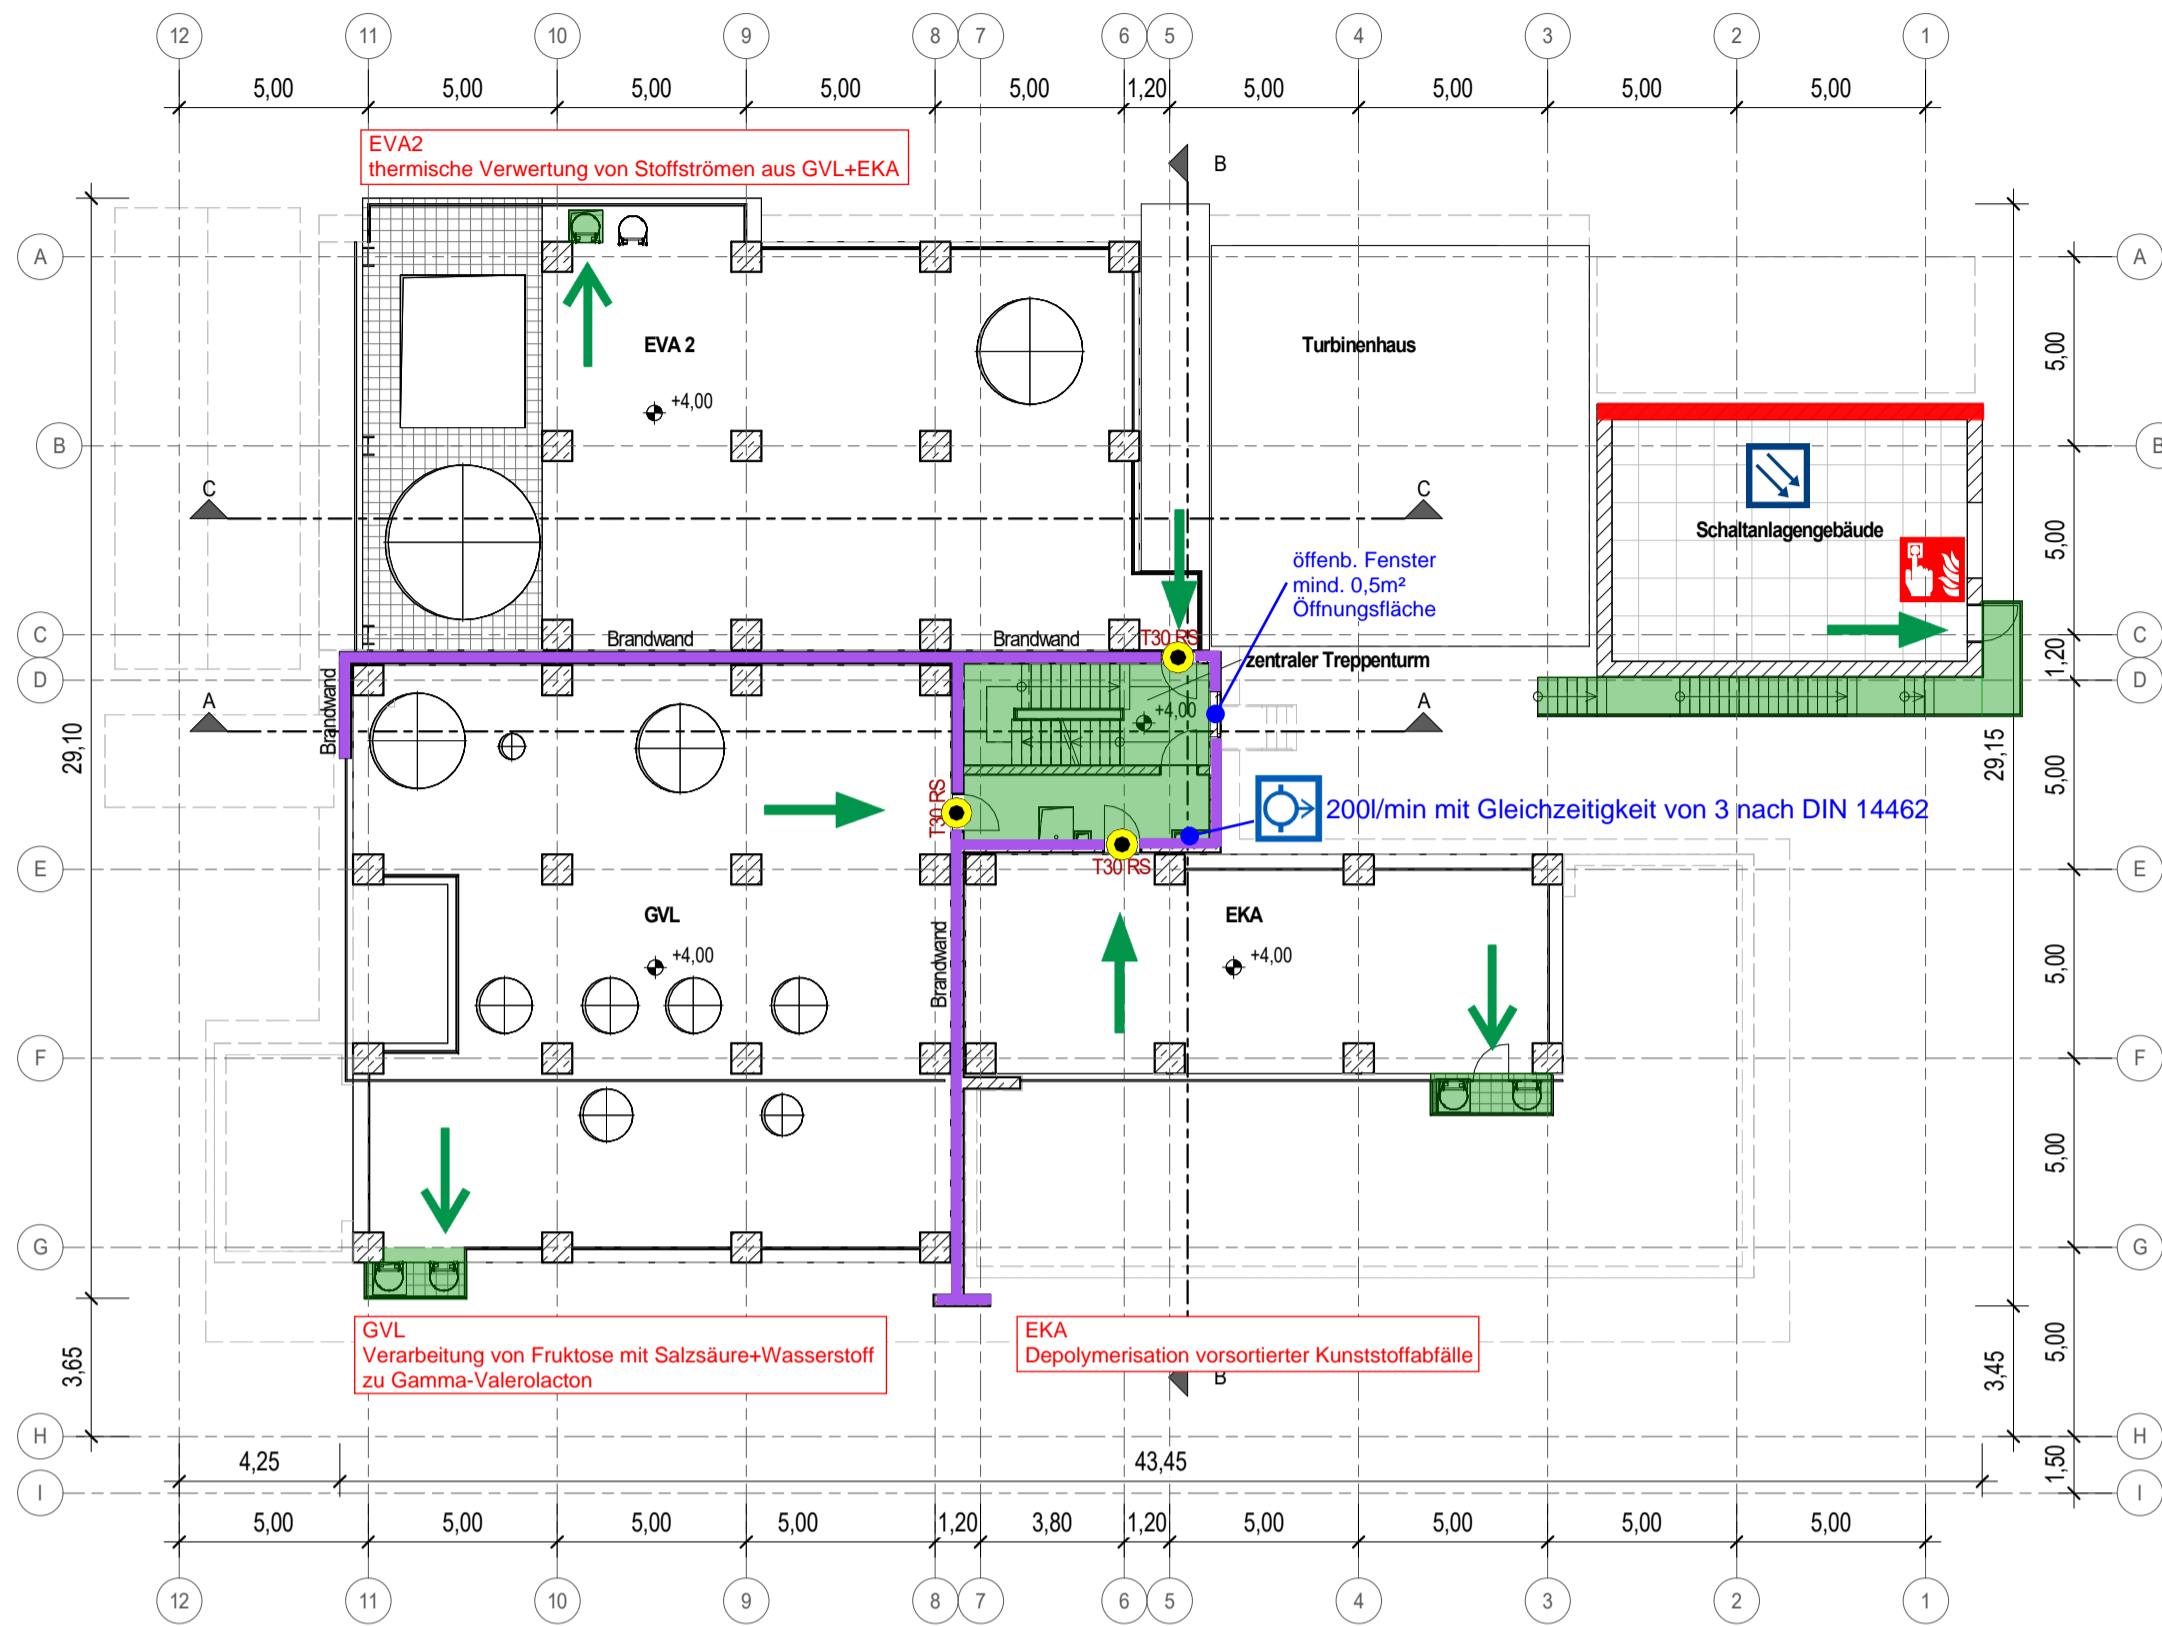 12 11 10 9 8 7 6 5 4 3 2 1
5,00 5,00 5,00 5,00 5,00 1,20 5,00 5,00 5,00 5,00
EVA2
thermische Verwertung von Stoffströmen aus GVL+EKA
B
A
A
EVA 2
+4,00
Turbinenhaus
5,00
B
B
C
C
Schaltanlagengebäude
5,00
öffenb. Fenster
mind. 0,5m²
Öffnungsfläche
C
Brandwand
Brandwand
T30 RS
C
zentraler Treppenturm
1,20
D
D
Brandwand
A
+4,00
A
29,10
29,15
5,00
T30 RS
200l/min mit Gleichzeitigkeit von 3 nach DIN 14462
E
T30 RS
E
GVL
+4,00
Brandwand
EKA
+4,00
5,00
F
F
5,00
G
G
GVL
Verarbeitung von Fruktose mit Salzsäure+Wasserstoff
zu Gamma-Valerolacton
EKA
Depolymerisation vorsortierter Kunststoffabfälle
B
3,65
3,45
5,00
H
H
4,25
43,45
1,50
I
I
5,00 5,00 5,00 5,00 1,20 3,80 1,20 5,00 5,00 5,00 5,00
12 11 10 9 8 7 6 5 4 3 2 1